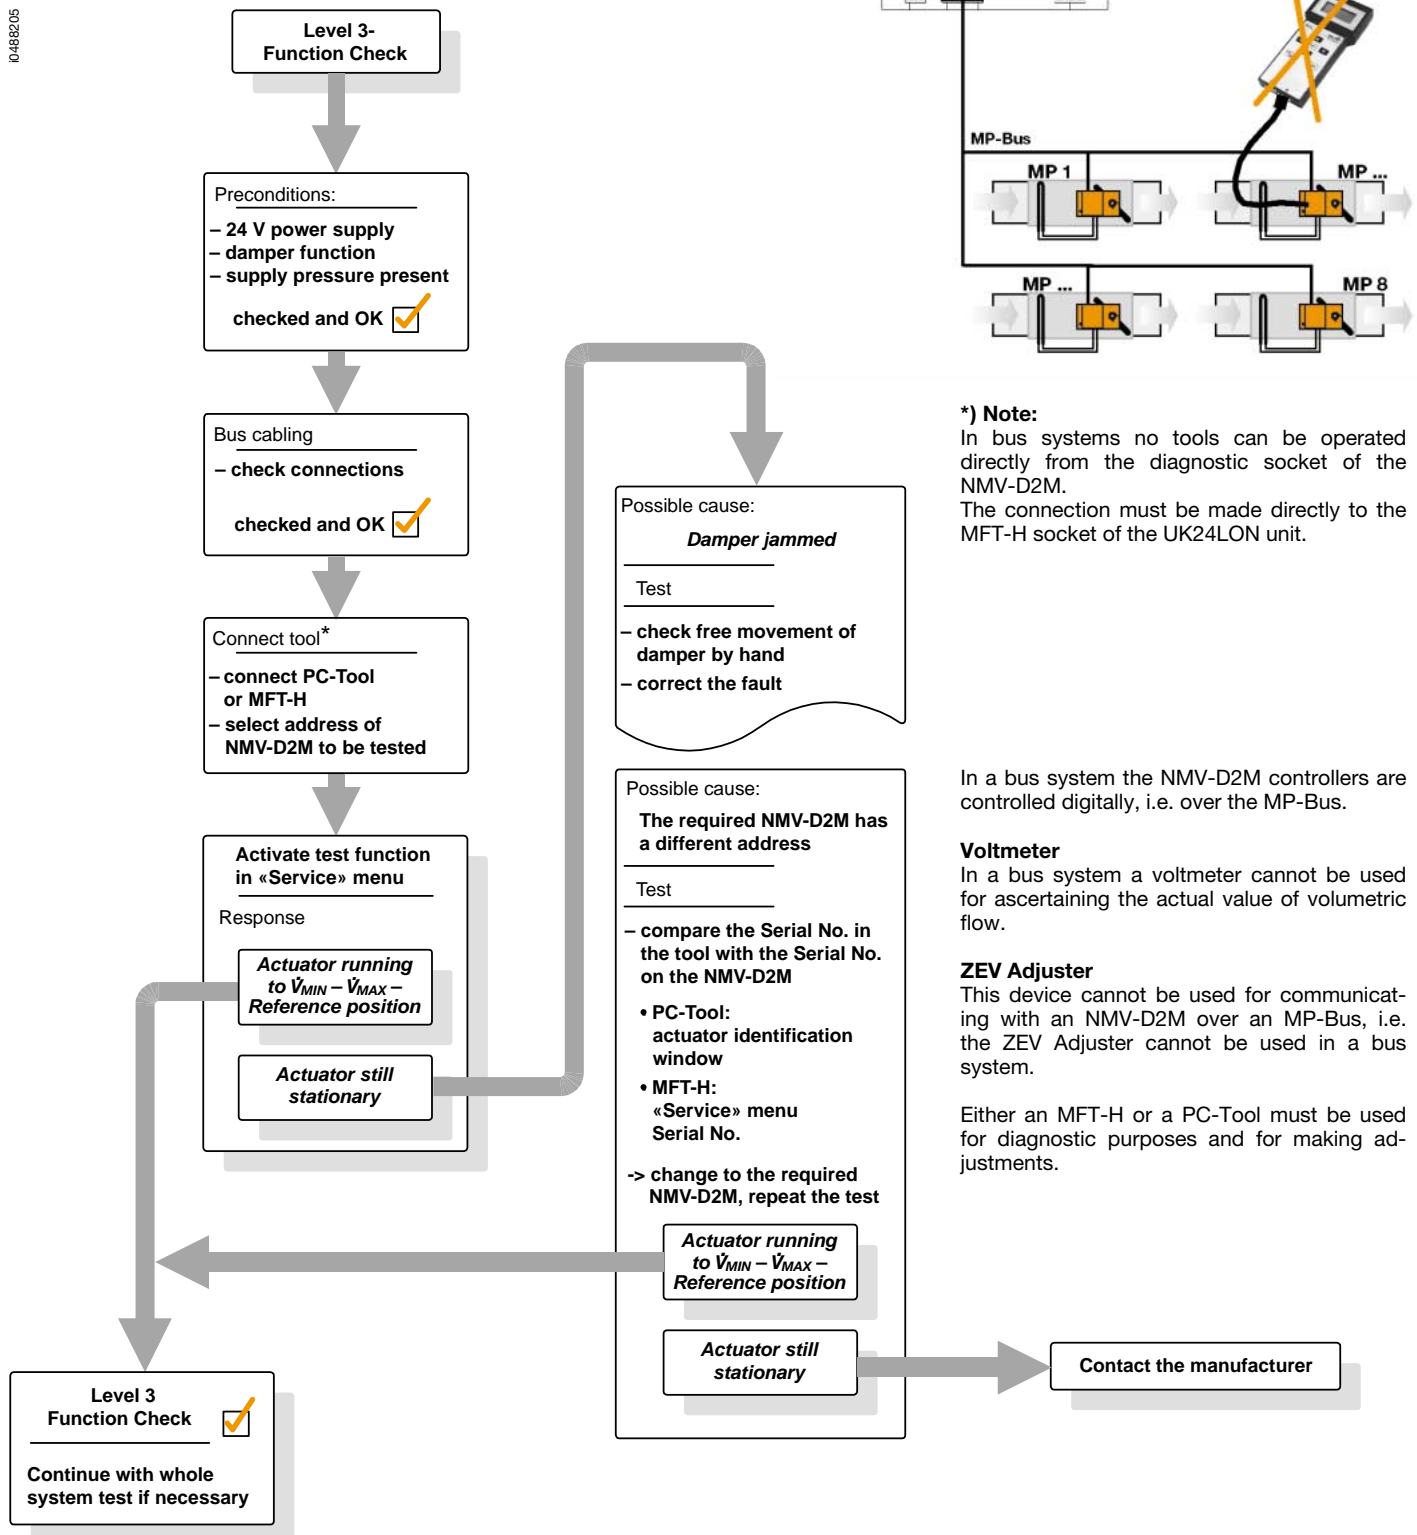 i0488205
Level 3-
Function Check
Preconditions:
– 24 V power supply
– damper function
– supply pressure present
checked and OK
Bus cabling
– check connections
checked and OK
Connect tool*
– connect PC-Tool
or MFT-H
– select address of
NMV-D2M to be tested
Activate test function
in «Service» menu
Response
Actuator running
to V̇MIN – V̇MAX –
Reference position
Actuator still
stationary
Level 3
Function Check
Continue with whole
system test if necessary
Possible cause:
Damper jammed
Test
– check free movement of
damper by hand
– correct the fault
Possible cause:
The required NMV-D2M has
a different address
Test
– compare the Serial No. in
the tool with the Serial No.
on the NMV-D2M
• PC-Tool:
actuator identification
window
• MFT-H:
«Service» menu
Serial No.
-> change to the required
NMV-D2M, repeat the test
Actuator running
to V̇MIN – V̇MAX –
Reference position
Actuator still
stationary
Contact the manufacturer
MP-Bus
MP 1
MP ...
MP ...
MP 8
*) Note:
In bus systems no tools can be operated
directly from the diagnostic socket of the
NMV-D2M.
The connection must be made directly to the
MFT-H socket of the UK24LON unit.
In a bus system the NMV-D2M controllers are
controlled digitally, i.e. over the MP-Bus.
Voltmeter
In a bus system a voltmeter cannot be used
for ascertaining the actual value of volumetric
flow.
ZEV Adjuster
This device cannot be used for communicat-
ing with an NMV-D2M over an MP-Bus, i.e.
the ZEV Adjuster cannot be used in a bus
system.
Either an MFT-H or a PC-Tool must be used
for diagnostic purposes and for making ad-
justments.